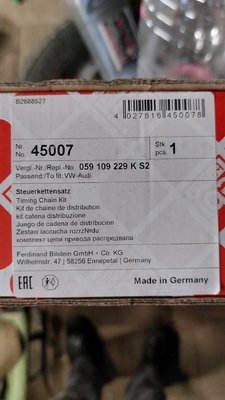 B2688527
4 027816 450078
Nr. No. 45007 Stk pcs. 1
Vergl.-Nr./Repl.-No. 059 109 229 K S2
Passend:/To fit: VW-Audi
Steuerkettensatz
Timing Chain Kit
Kit de chaine de distribution
kit catena distribuzione
Juego de cadena de distribución
Zestaw
комплект цепи привода распредвала
Ferdinand Bilstein GmbH + Co. KG
Wilhelmstr. 47 | 58256 Ennepetal | Germany
EAC Made in Germany